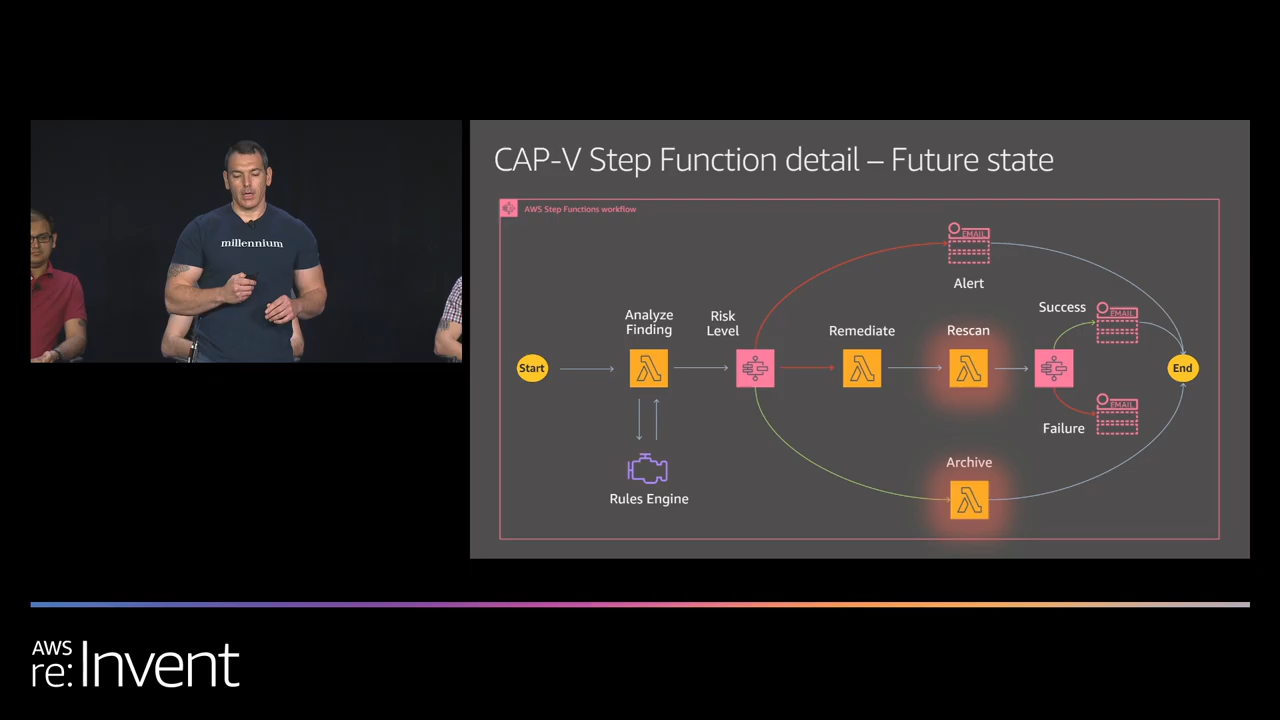 millennium
CAP-V Step Function detail – Future state
AWS Step Functions workflow
EMAIL
Alert
Success
EMAIL
Analyze
Finding
Risk
Level
Remediate
Rescan
Start
End
EMAIL
Failure
Archive
Rules Engine
AWS
re:Invent